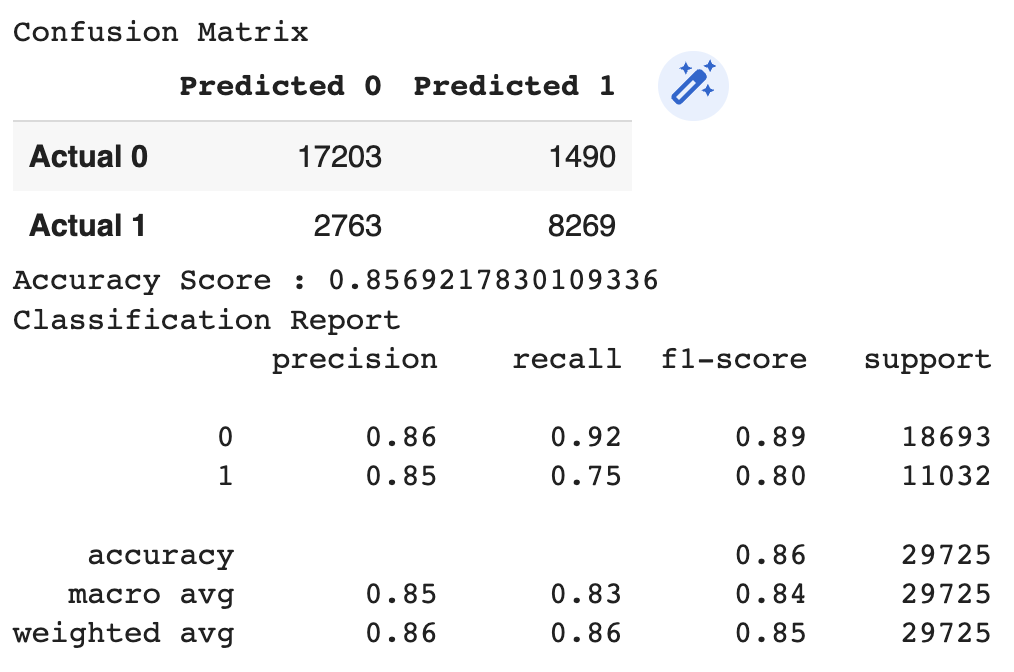 Confusion Matrix
Predicted 0 Predicted 1
Actual 0 17203 1490
Actual 1 2763 8269
Accuracy Score : 0.8569217830109336
Classification Report
precision recall f1-score support
0 0.86 0.92 0.89 18693
1 0.85 0.75 0.80 11032
accuracy 0.86 29725
macro avg 0.85 0.83 0.84 29725
weighted avg 0.86 0.86 0.85 29725